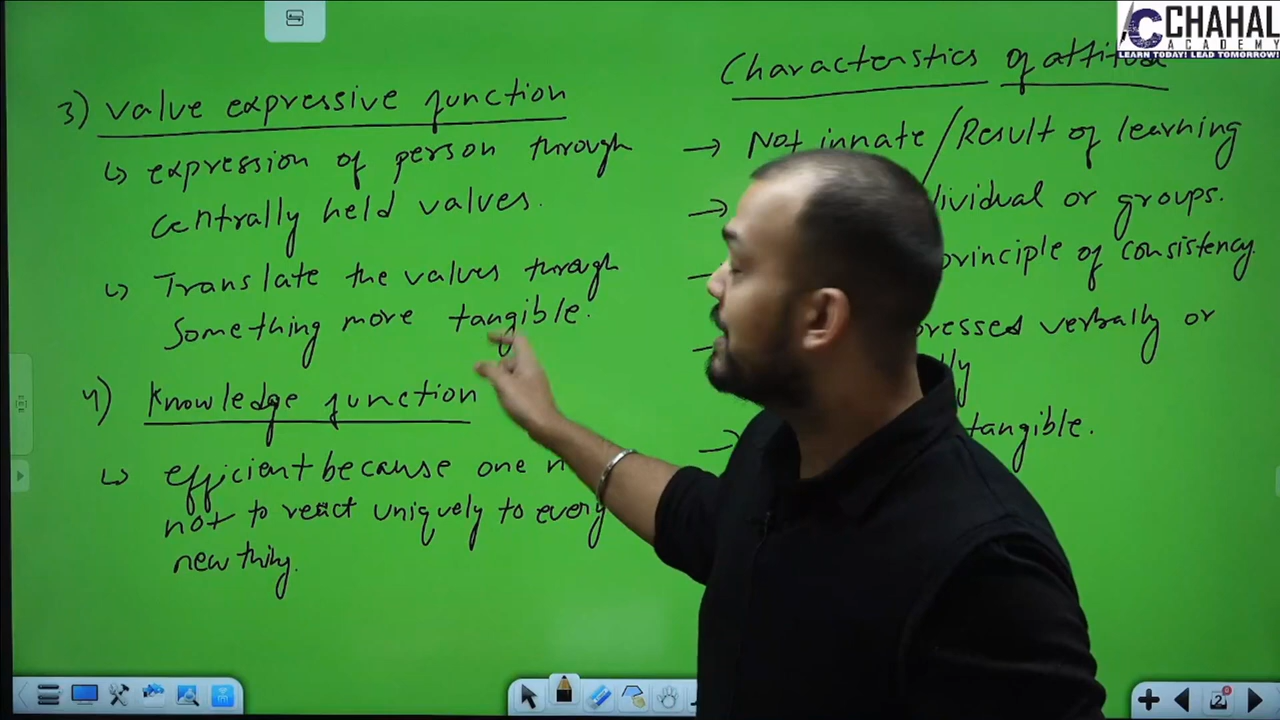 CHAHAL
ACADEMY
LEARN TODAY! LEAD TOMORROW!
3) Value expressive function
↳ expression of person through
centrally held values.
↳ Translate the values through
something more tangible.
4) Knowledge function
↳ efficient because one
not to react uniquely to every
new thing.
Characteristics of attitude
→ Not innate / Result of learning
→ or groups.
→ principle of consistency.
→ verbally or
→ tangible.
2